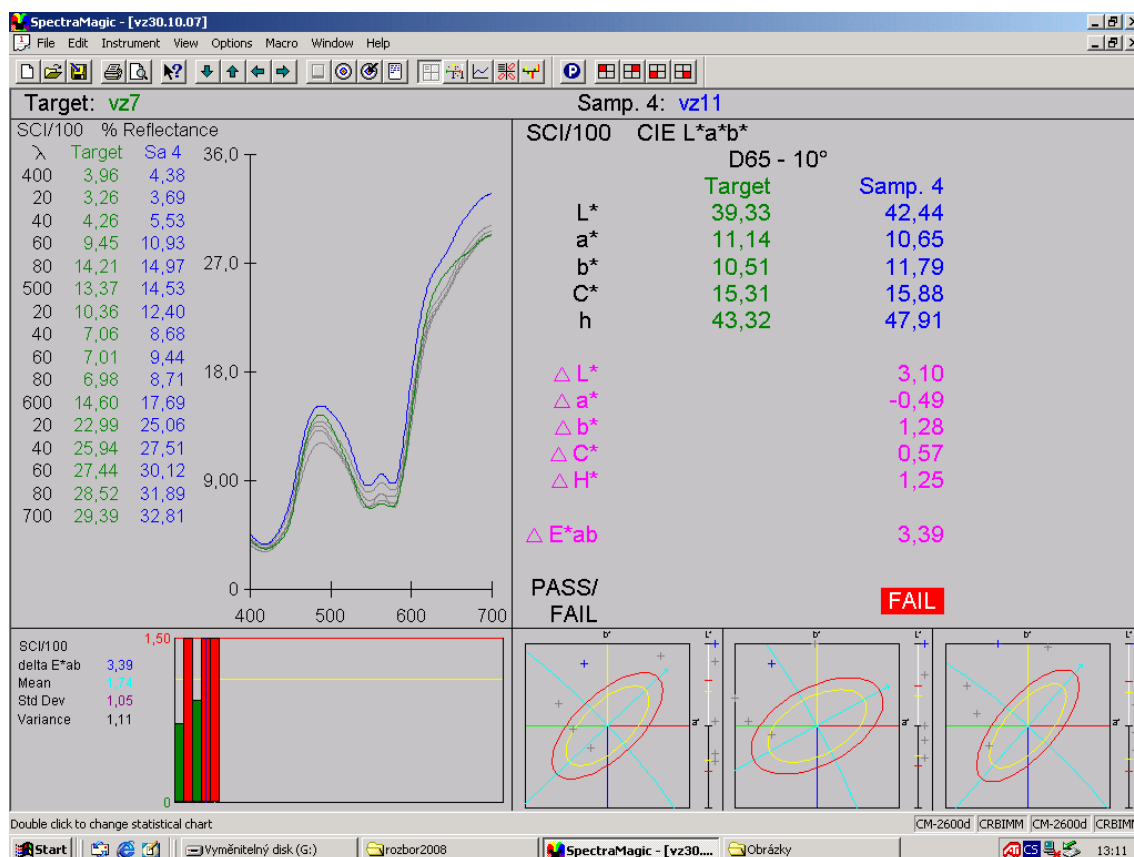 SpectraMagic - [vz30.10.07]
File Edit Instrument View Options Macro Window Help
Target: vz7
Samp. 4: vz11
SCI/100 % Reflectance
λ Target Sa 4
400 3,96 4,38
20 3,26 3,69
40 4,26 5,53
60 9,45 10,93
80 14,21 14,97
500 13,37 14,53
20 10,36 12,40
40 7,06 8,68
60 7,01 9,44
80 6,98 8,71
600 14,60 17,69
20 22,99 25,06
40 25,94 27,51
60 27,44 30,12
80 28,52 31,89
700 29,39 32,81
36,0
27,0
18,0
9,00
0
400 500 600 700
SCI/100 CIE L*a*b*
D65 - 10°
Target Samp. 4
L* 39,33 42,44
a* 11,14 10,65
b* 10,51 11,79
C* 15,31 15,88
h 43,32 47,91
△ L* 3,10
△ a* -0,49
△ b* 1,28
△ C* 0,57
△ H* 1,25
△ E*ab 3,39
PASS/
FAIL
FAIL
SCI/100
delta E*ab 3,39
Mean 1,74
Std Dev 1,05
Variance 1,11
1,50
0
b* L* b* L* b* L*
a* a* a*
Double click to change statistical chart
CM-2600d CRBIMM CM-2600d CRBIMM
Start
Vyměnitelný disk (G:)
rozbor2008
SpectraMagic - [vz30....
Obrázky
CS
13:11